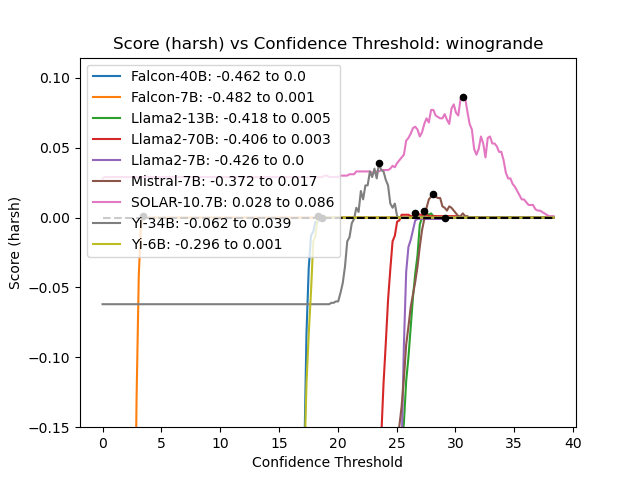 Score (harsh) vs Confidence Threshold: winogrande
Score (harsh)
0.10
0.05
0.00
−0.05
−0.10
−0.15
Falcon-40B: -0.462 to 0.0
Falcon-7B: -0.482 to 0.001
Llama2-13B: -0.418 to 0.005
Llama2-70B: -0.406 to 0.003
Llama2-7B: -0.426 to 0.0
Mistral-7B: -0.372 to 0.017
SOLAR-10.7B: 0.028 to 0.086
Yi-34B: -0.062 to 0.039
Yi-6B: -0.296 to 0.001
0 5 10 15 20 25 30 35 40
Confidence Threshold